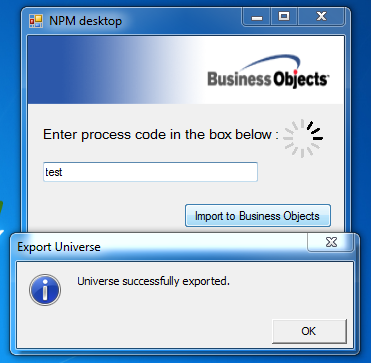 NPM desktop
Business Objects
Enter process code in the box below :
test
Import to Business Objects
Export Universe
Universe successfully exported.
OK